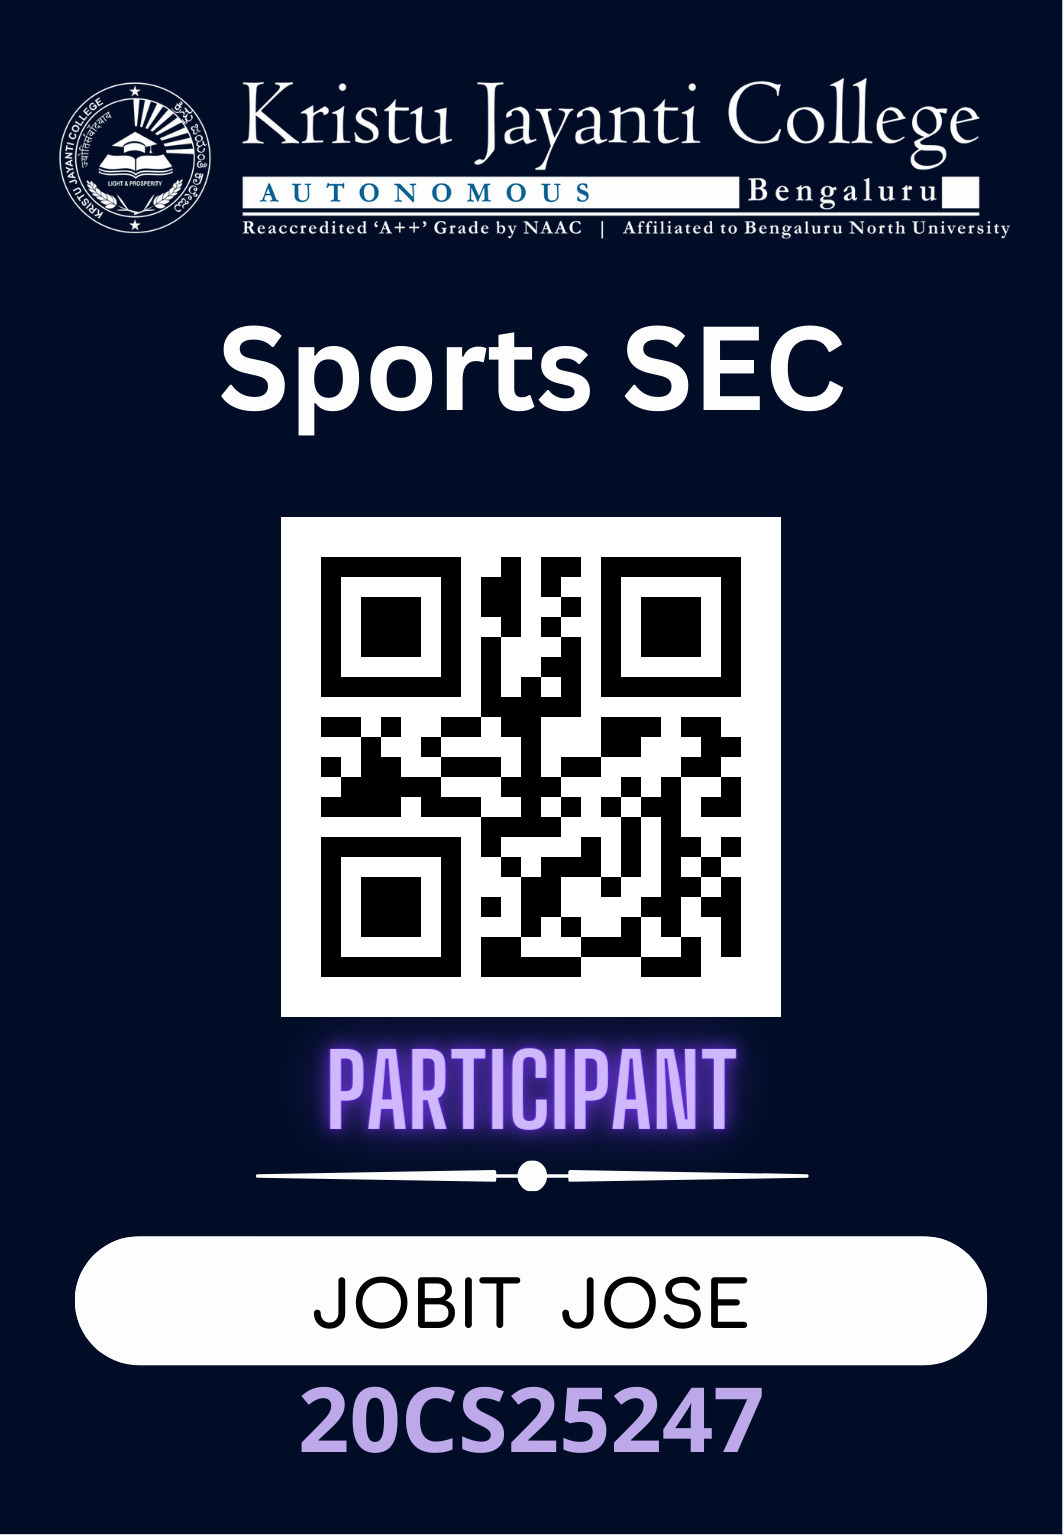 Kristu Jayanti College
AUTONOMOUS Bengaluru
Reaccredited ‘A++’ Grade by NAAC | Affiliated to Bengaluru North University
KRISTU JAYANTI COLLEGE
ಕ್ರಿಸ್ತು ಜಯಂತಿ ಕಾಲೇಜು
LIGHT & PROSPERITY
Sports SEC
PARTICIPANT
JOBIT JOSE
20CS25247